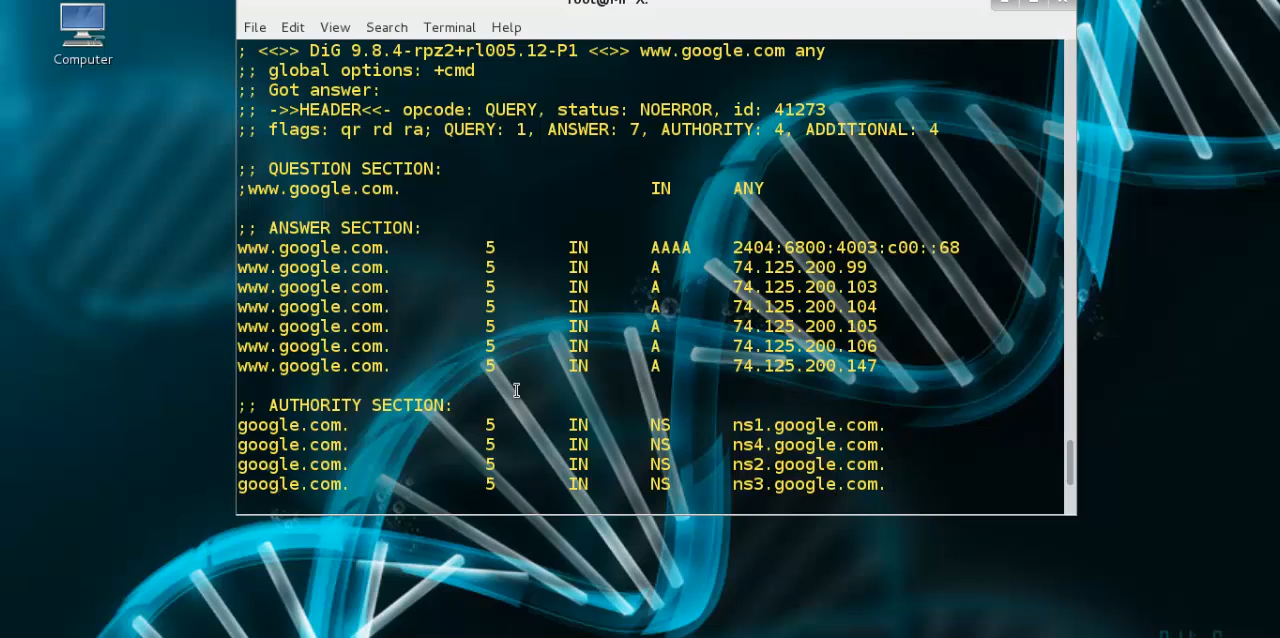 root@Mr-X:
File Edit View Search Terminal Help
Computer
; <<>> DiG 9.8.4-rpz2+rl005.12-P1 <<>> www.google.com any
;; global options: +cmd
;; Got answer:
;; ->>HEADER<<- opcode: QUERY, status: NOERROR, id: 41273
;; flags: qr rd ra; QUERY: 1, ANSWER: 7, AUTHORITY: 4, ADDITIONAL: 4
;; QUESTION SECTION:
;www.google.com. IN ANY
;; ANSWER SECTION:
www.google.com. 5 IN AAAA 2404:6800:4003:c00::68
www.google.com. 5 IN A 74.125.200.99
www.google.com. 5 IN A 74.125.200.103
www.google.com. 5 IN A 74.125.200.104
www.google.com. 5 IN A 74.125.200.105
www.google.com. 5 IN A 74.125.200.106
www.google.com. 5 IN A 74.125.200.147
;; AUTHORITY SECTION:
google.com. 5 IN NS ns1.google.com.
google.com. 5 IN NS ns4.google.com.
google.com. 5 IN NS ns2.google.com.
google.com. 5 IN NS ns3.google.com.